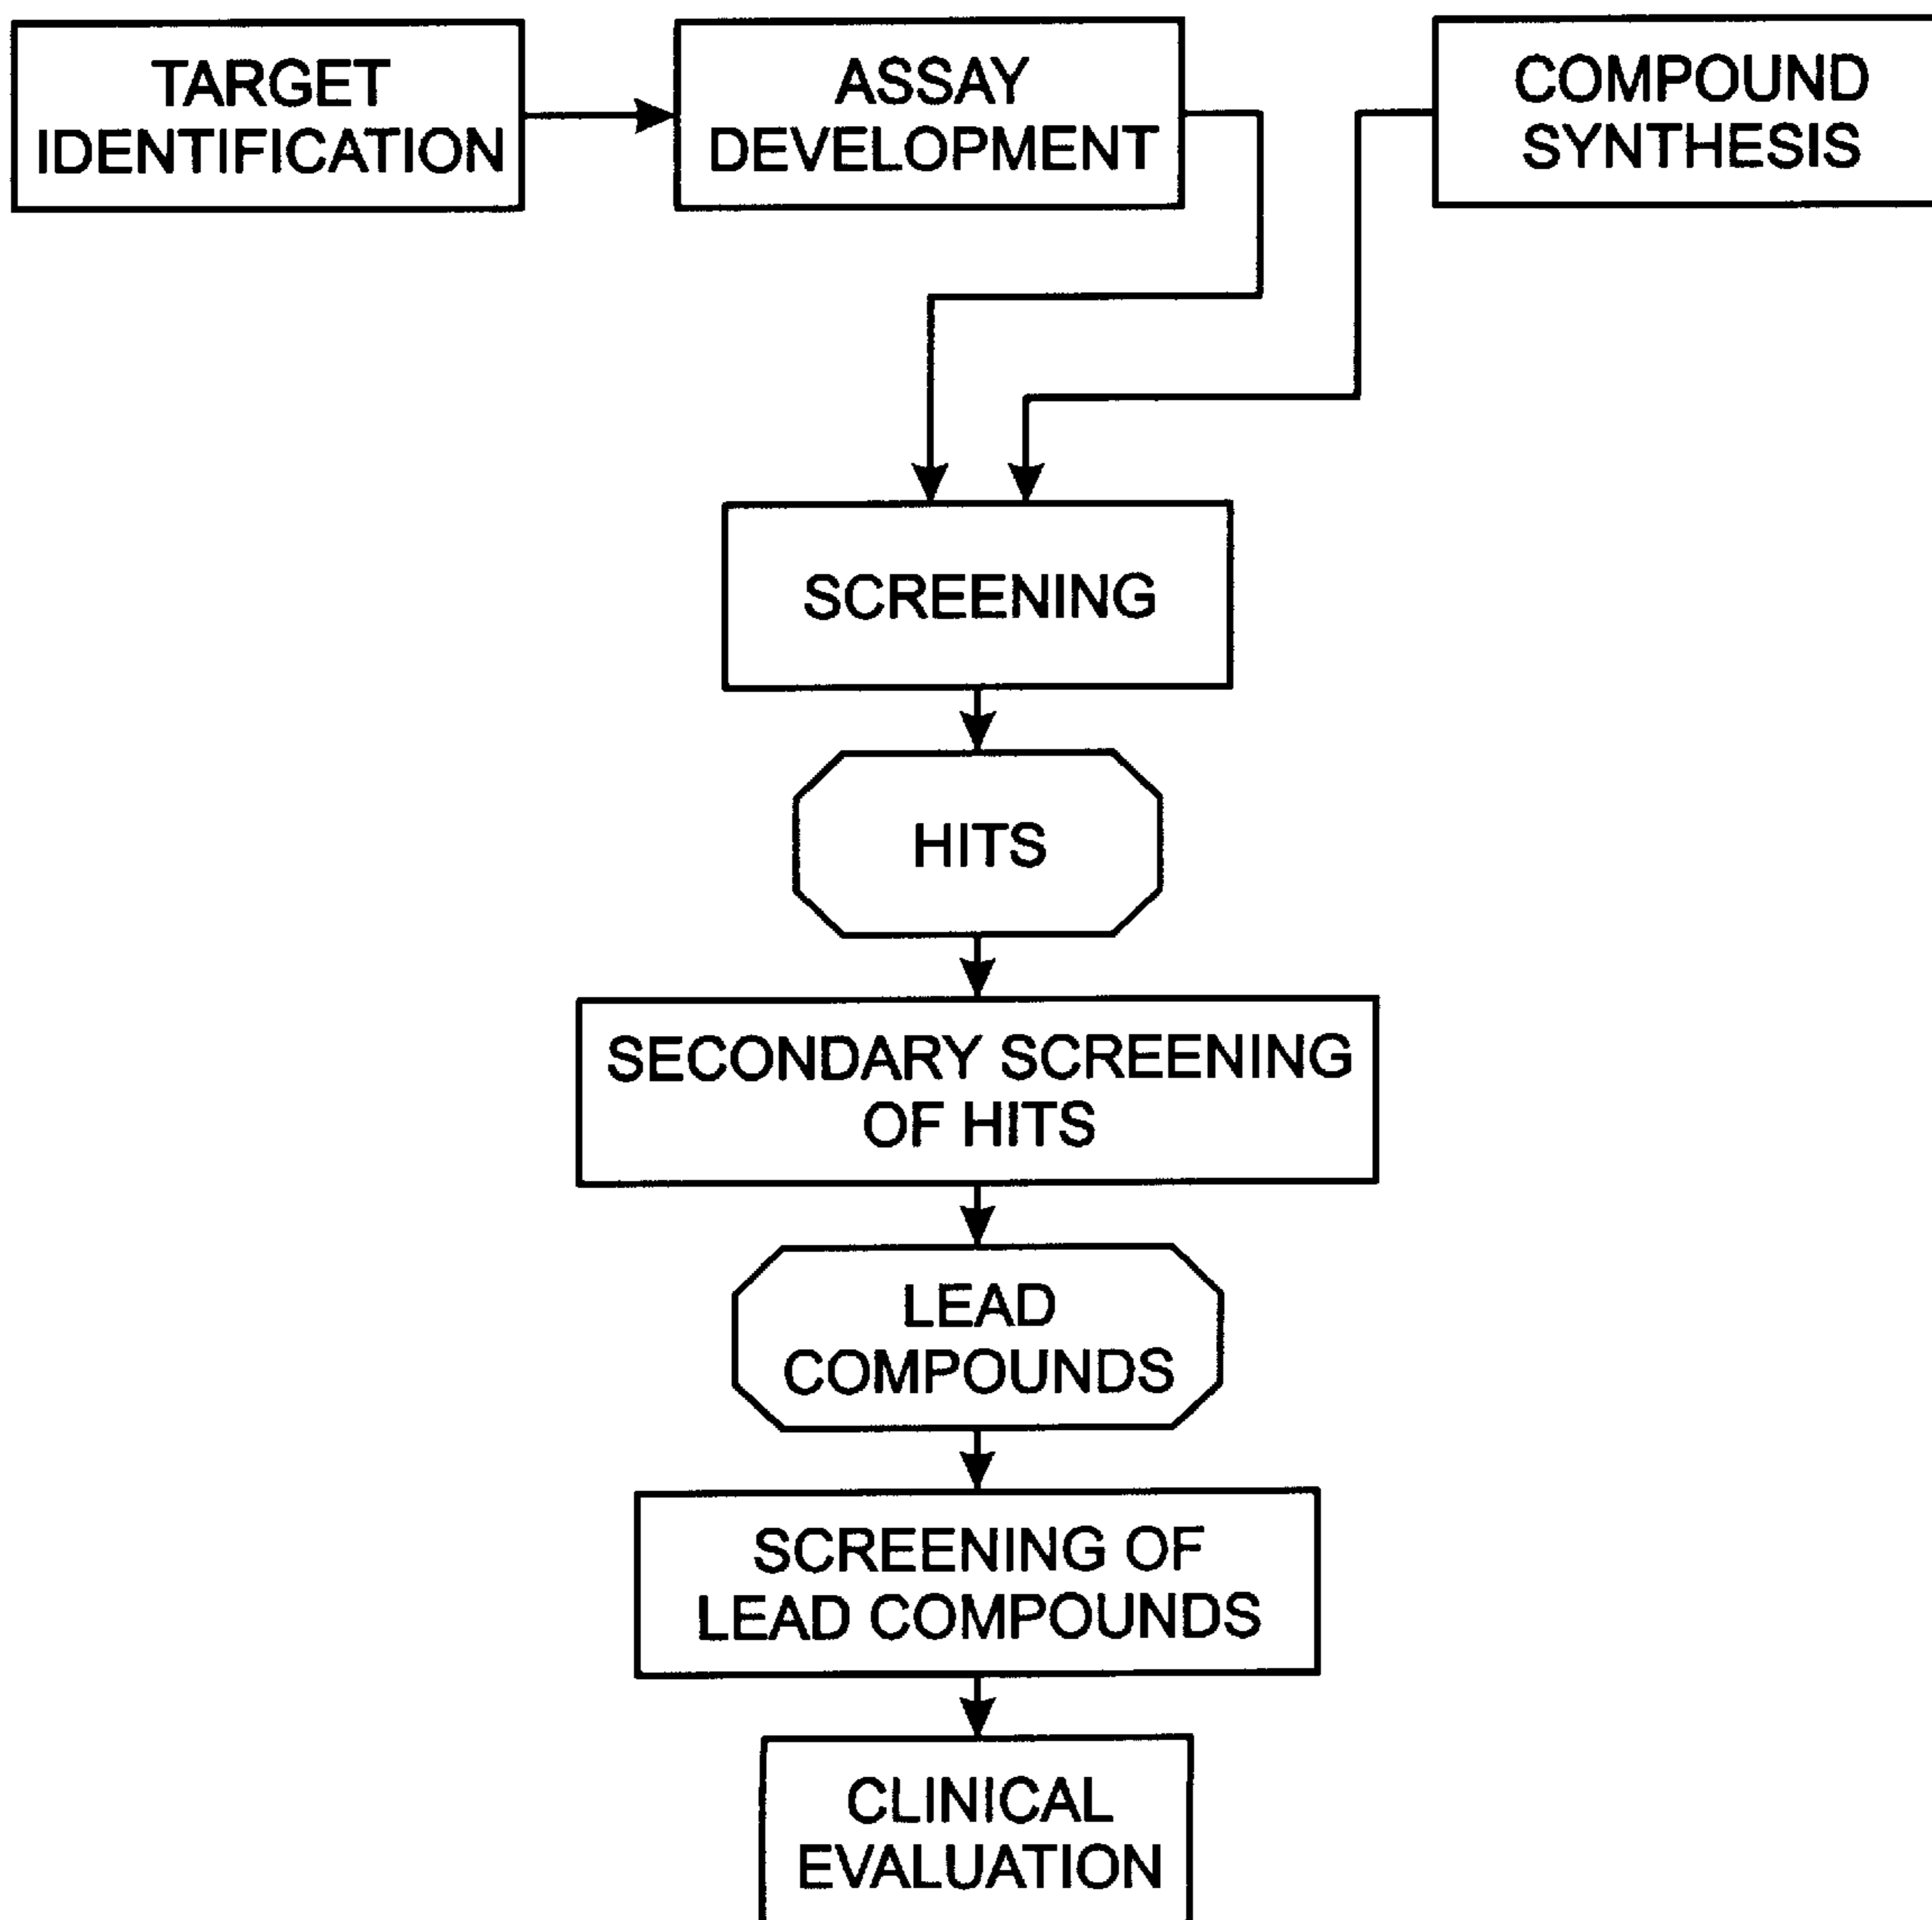 TARGET
IDENTIFICATION
ASSAY
DEVELOPMENT
COMPOUND
SYNTHESIS
SCREENING
HITS
SECONDARY SCREENING
OF HITS
LEAD
COMPOUNDS
SCREENING OF
LEAD COMPOUNDS
CLINICAL
EVALUATION